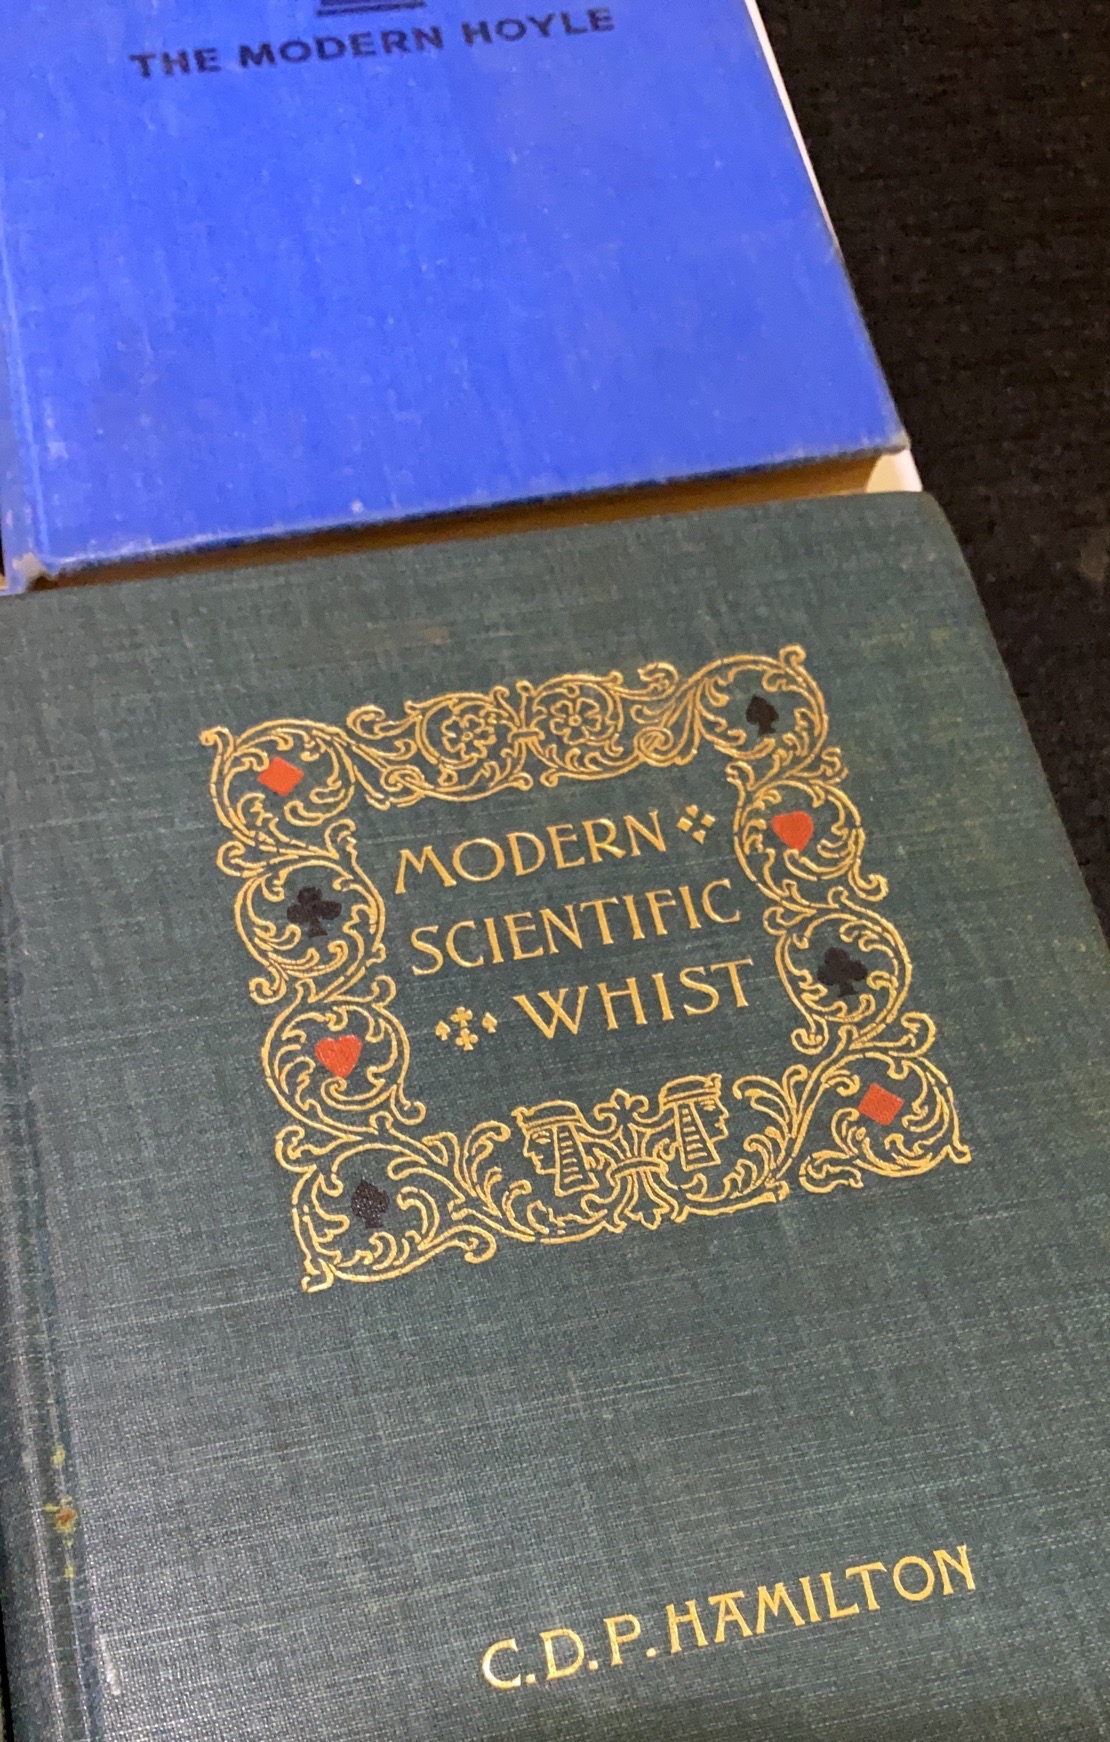 THE MODERN HOYLE
MODERN
SCIENTIFIC
WHIST
C.D.P. HAMILTON